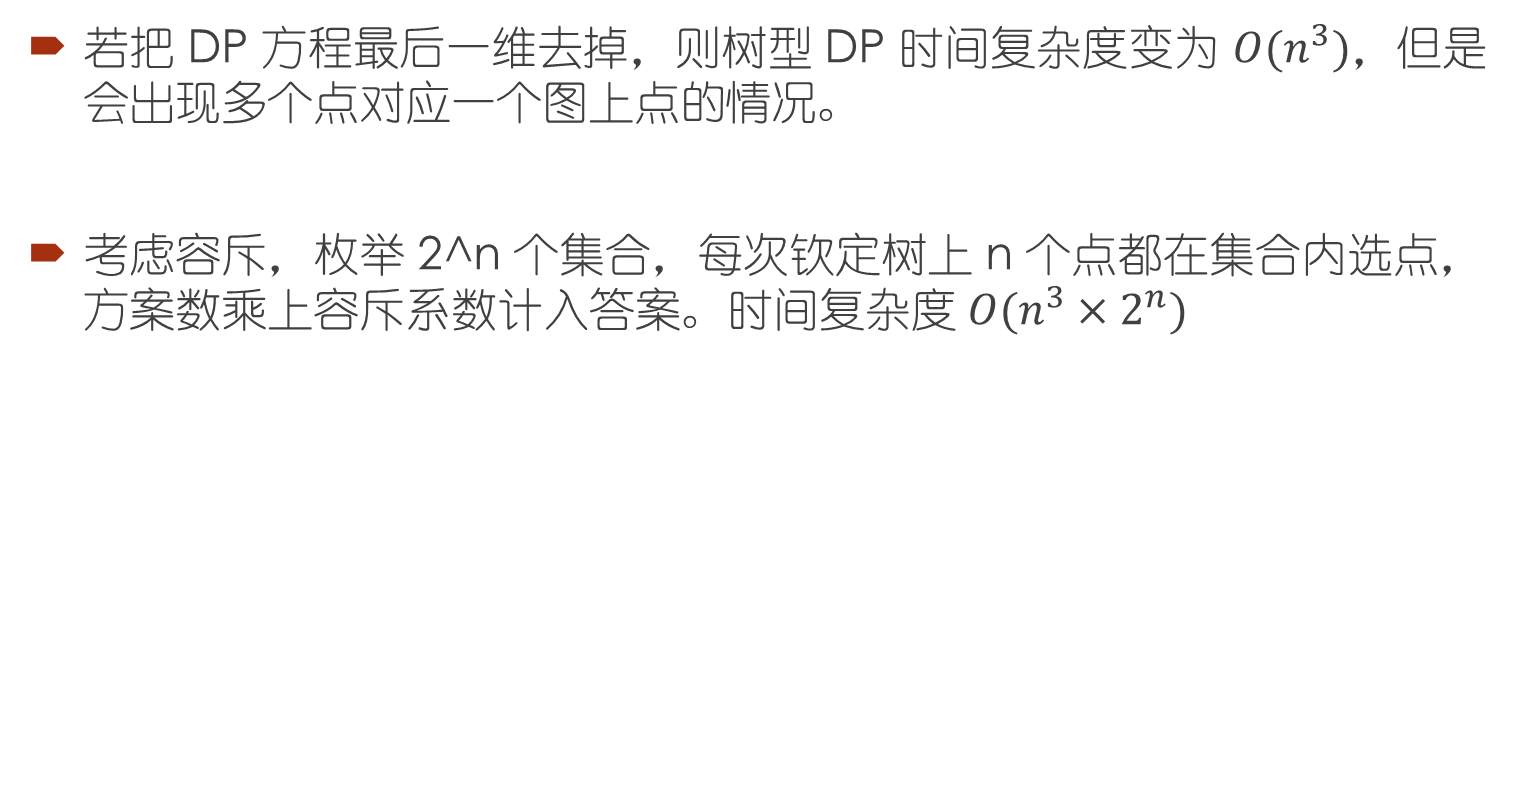 若把 DP 方程最后一维去掉，则树型 DP 时间复杂度变为 O(n³)，但是
会出现多个点对应一个图上点的情况。
考虑容斥，枚举 2^n 个集合，每次钦定树上 n 个点都在集合内选点，
方案数乘上容斥系数计入答案。时间复杂度 O(n³ × 2ⁿ)